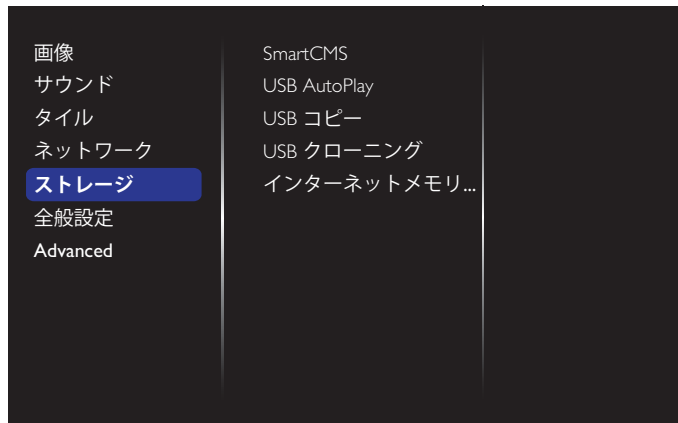 画像
サウンド
タイル
ネットワーク
ストレージ
全般設定
Advanced
SmartCMS
USB AutoPlay
USB コピー
USB クローニング
インターネットメモリ...